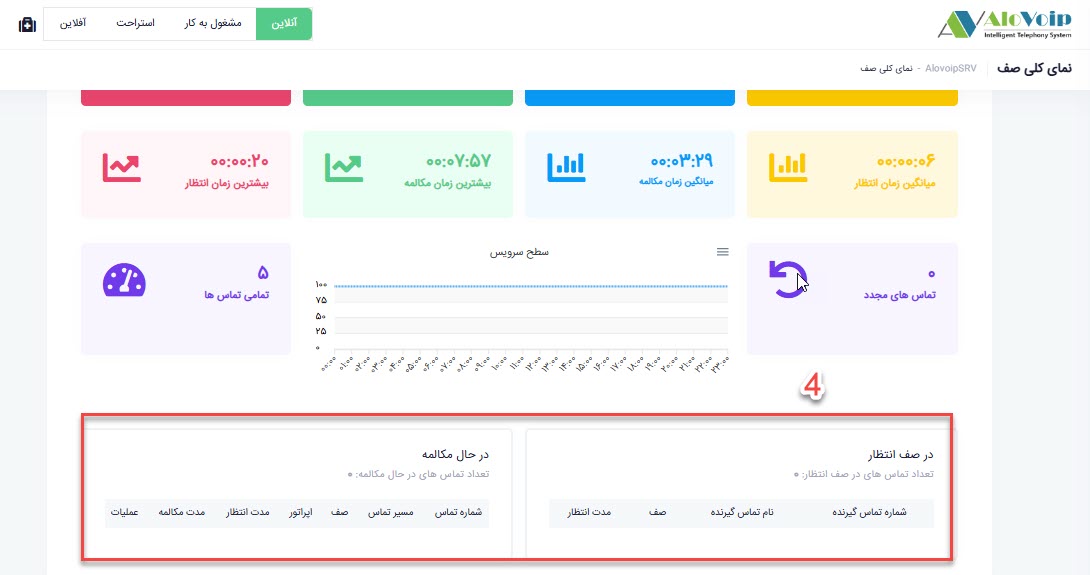 AloVoip
Intelligent Telephony System
آنلاین
مشغول به کار
استراحت
آفلاین
نمای کلی صف
AlovoipSRV - نمای کلی صف
۰۰:۰۰:۰۶
میانگین زمان انتظار
۰۰:۰۳:۲۹
میانگین زمان مکالمه
۰۰:۰۷:۵۷
بیشترین زمان مکالمه
۰۰:۰۰:۲۰
بیشترین زمان انتظار
۰
تماس های مجدد
سطح سرویس
۱۰۰
۷۵
۵۰
۲۵
۰
۰۰:۰۰ ۰۱:۰۰ ۰۲:۰۰ ۰۳:۰۰ ۰۴:۰۰ ۰۵:۰۰ ۰۶:۰۰ ۰۷:۰۰ ۰۸:۰۰ ۰۹:۰۰ ۱۰:۰۰ ۱۱:۰۰ ۱۲:۰۰ ۱۳:۰۰ ۱۴:۰۰ ۱۵:۰۰ ۱۶:۰۰ ۱۷:۰۰ ۱۸:۰۰ ۱۹:۰۰ ۲۰:۰۰ ۲۱:۰۰ ۲۲:۰۰ ۲۳:۰۰
۵
تمامی تماس ها
4
در صف انتظار
تعداد تماس های در صف انتظار: ۰
شماره تماس گیرنده نام تماس گیرنده صف مدت انتظار
در حال مکالمه
تعداد تماس های در حال مکالمه: ۰
شماره تماس مسیر تماس صف اپراتور مدت انتظار مدت مکالمه عملیات